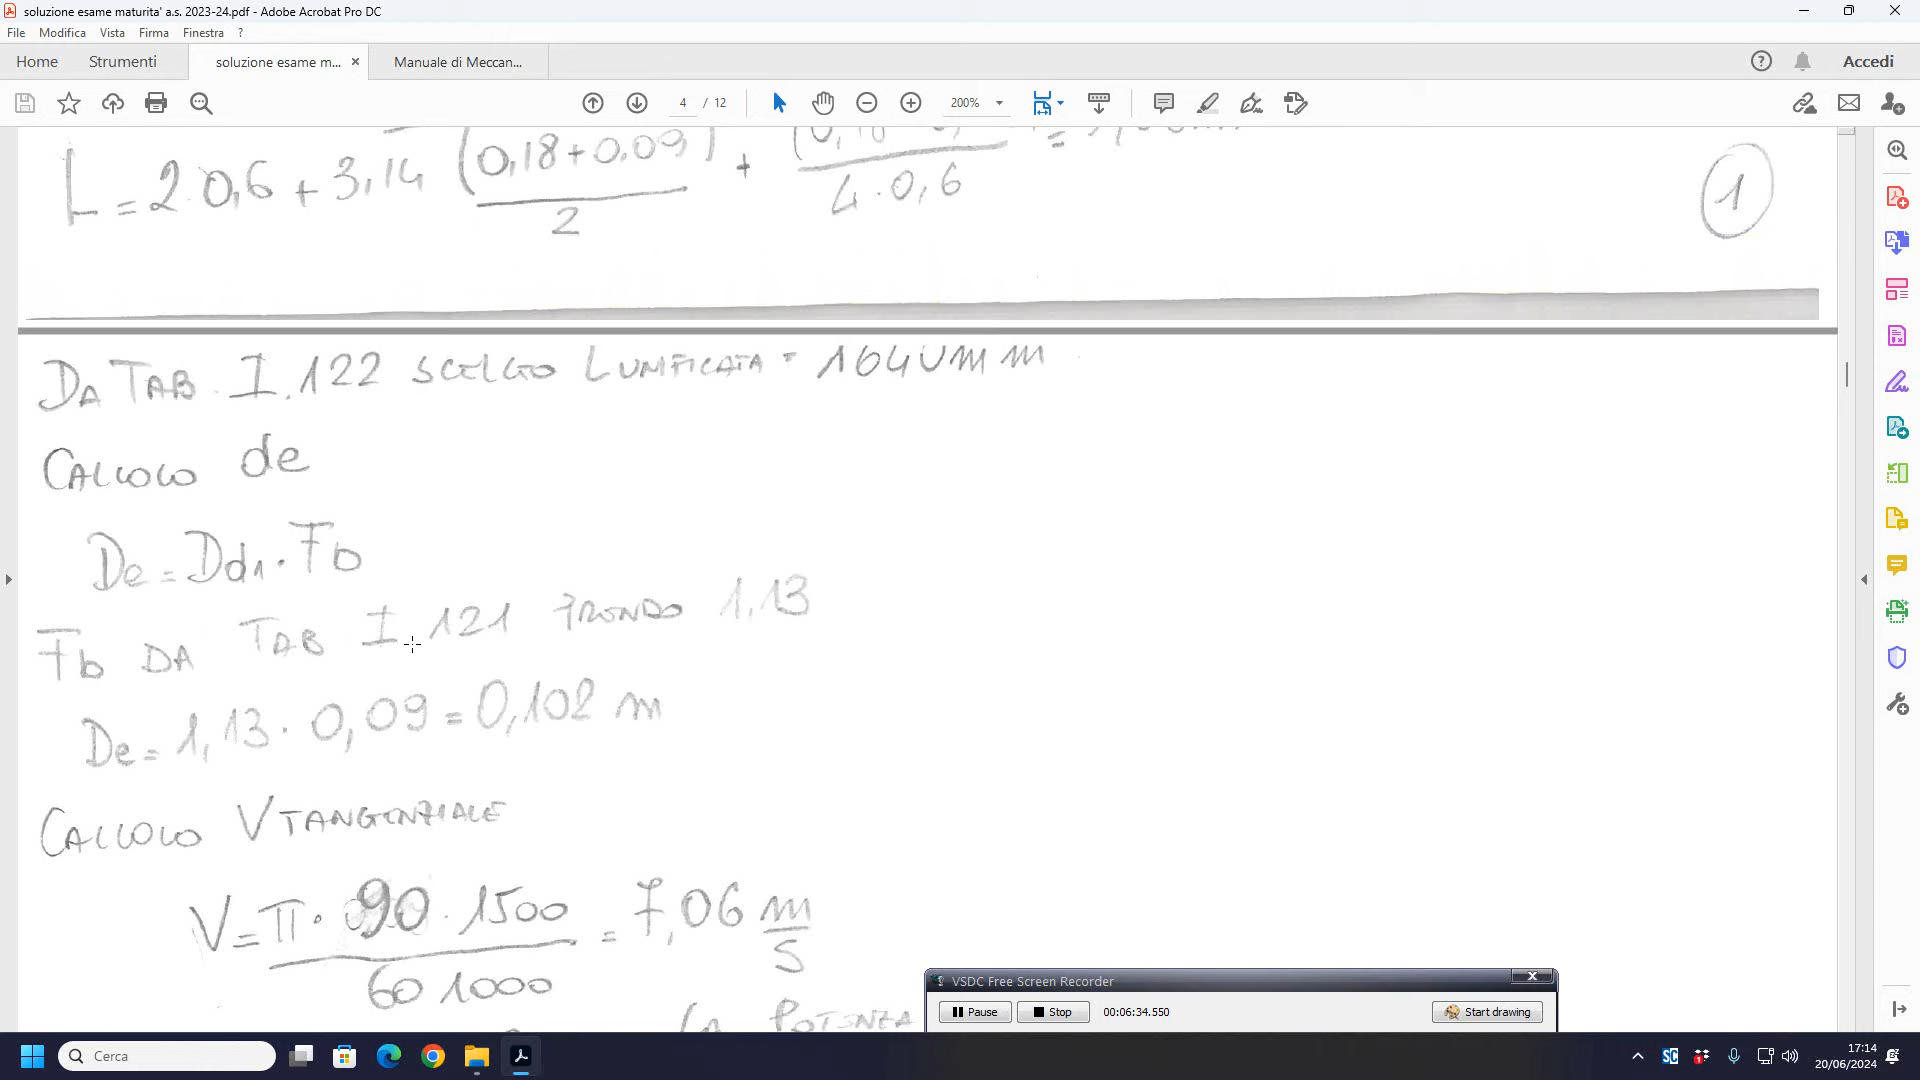 soluzione esame maturita' a.s. 2023-24.pdf - Adobe Acrobat Pro DC
File Modifica Vista Firma Finestra ?
Home Strumenti soluzione esame m... × Manuale di Meccan... Accedi
4 / 12 200%
L = 2·0,6 + 3,14 (0,18+0,09) / 2 + / 4·0,6 =
1
DA TAB. I.122 SCELGO L UNIFICATA = 1640 mm
CALCOLO de
De = Dd1 · Fb
Fb DA TAB I.121 PRENDO 1,13
De = 1,13 · 0,09 = 0,102 m
CALCOLO V TANGENZIALE
V = π · 90 · 1500 / 60 1000 = 7,06 m/s
LA POTENZA
VSDC Free Screen Recorder
Pause Stop 00:06:34.550 Start drawing
Cerca
17:14
20/06/2024